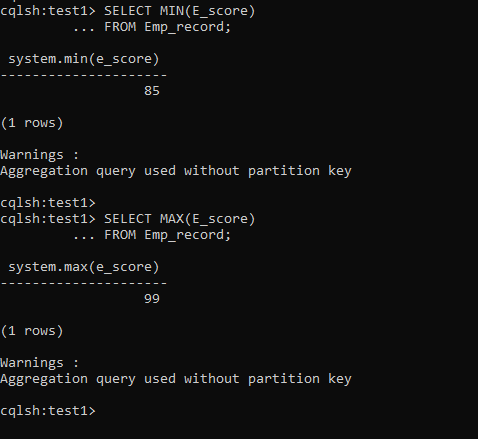 cqlsh:test1> SELECT MIN(E_score)
... FROM Emp_record;
system.min(e_score)
---------------------
85
(1 rows)
Warnings :
Aggregation query used without partition key
cqlsh:test1>
cqlsh:test1> SELECT MAX(E_score)
... FROM Emp_record;
system.max(e_score)
---------------------
99
(1 rows)
Warnings :
Aggregation query used without partition key
cqlsh:test1>